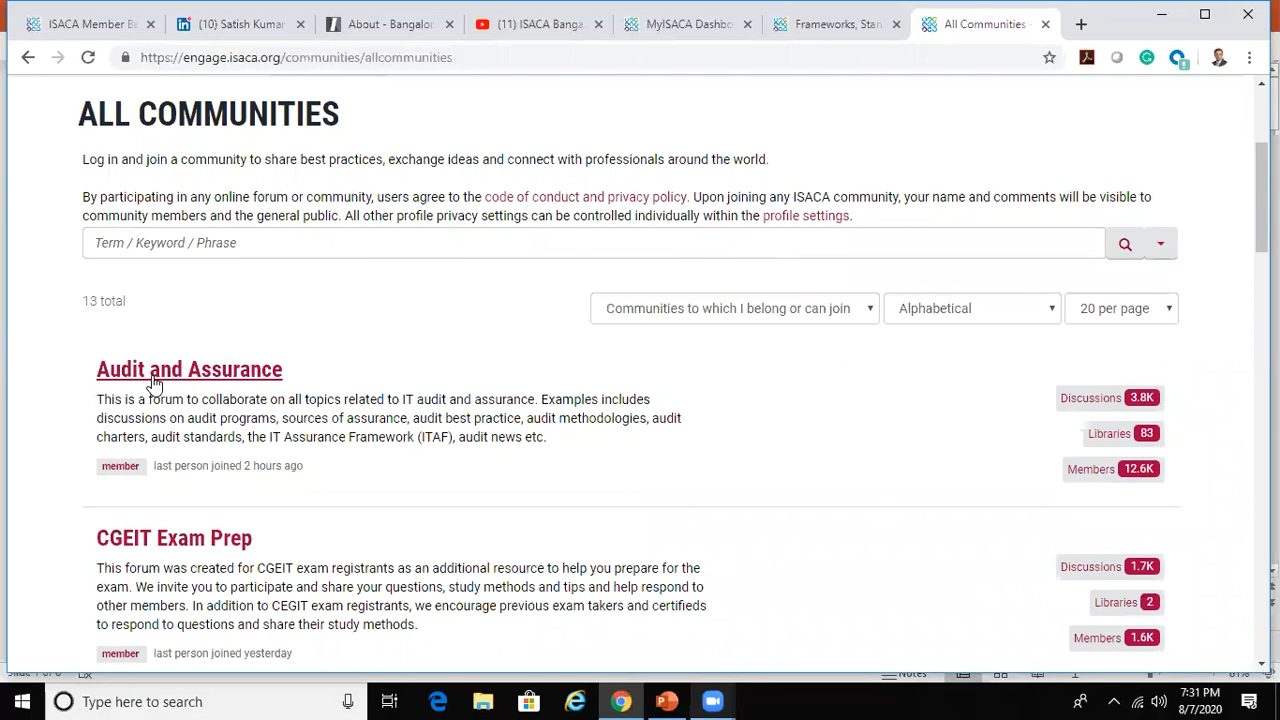 ISACA Member Ba
(10) Satish Kumar
About - Bangalor
(11) ISACA Banga
MyISACA Dashbo
Frameworks, Stan
All Communities -
https://engage.isaca.org/communities/allcommunities
ALL COMMUNITIES
Log in and join a community to share best practices, exchange ideas and connect with professionals around the world.
By participating in any online forum or community, users agree to the code of conduct and privacy policy. Upon joining any ISACA community, your name and comments will be visible to
community members and the general public. All other profile privacy settings can be controlled individually within the profile settings.
Term / Keyword / Phrase
13 total
Communities to which I belong or can join
Alphabetical
20 per page
Audit and Assurance
This is a forum to collaborate on all topics related to IT audit and assurance. Examples includes
discussions on audit programs, sources of assurance, audit best practice, audit methodologies, audit
charters, audit standards, the IT Assurance Framework (ITAF), audit news etc.
member last person joined 2 hours ago
Discussions 3.8K
Libraries 83
Members 12.6K
CGEIT Exam Prep
This forum was created for CGEIT exam registrants as an additional resource to help you prepare for the
exam. We invite you to participate and share your questions, study methods and tips and help respond to
other members. In addition to CEGIT exam registrants, we encourage previous exam takers and certifieds
to respond to questions and share their study methods.
member last person joined yesterday
Discussions 1.7K
Libraries 2
Members 1.6K
Notes
Type here to search
7:31 PM
8/7/2020